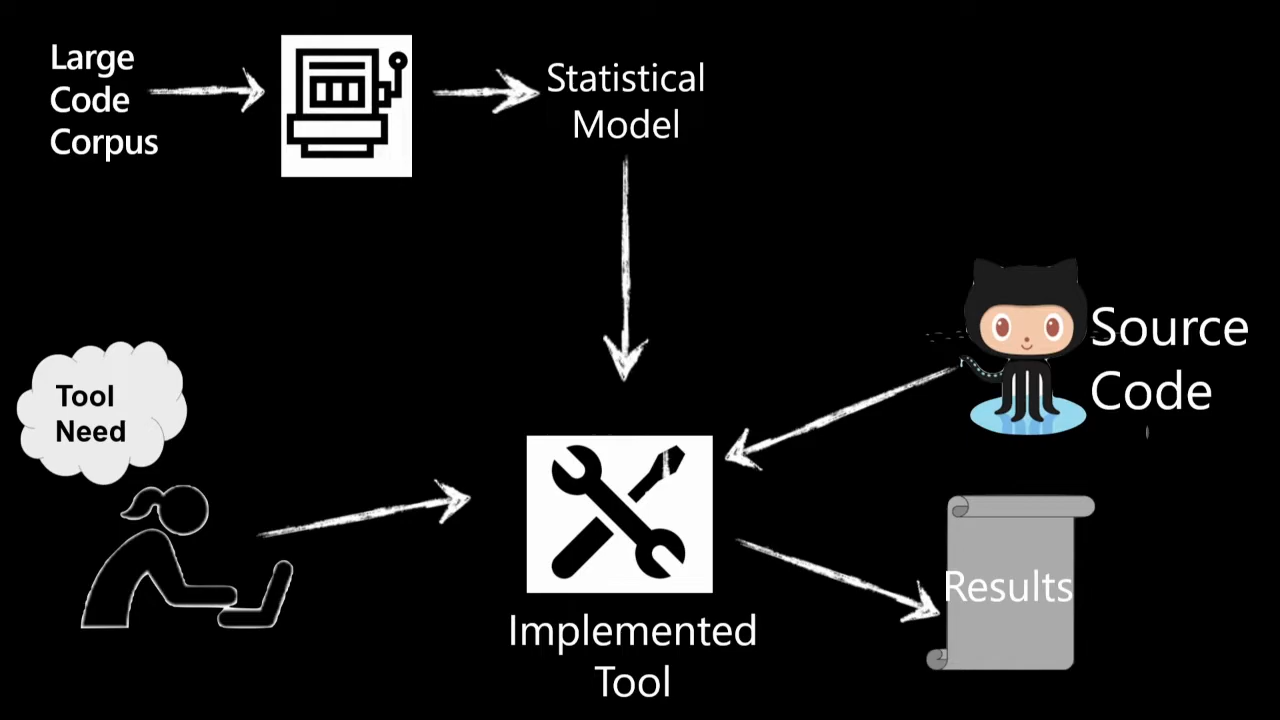 Large
Code
Corpus
Statistical
Model
Source
Code
Tool
Need
Results
Implemented
Tool